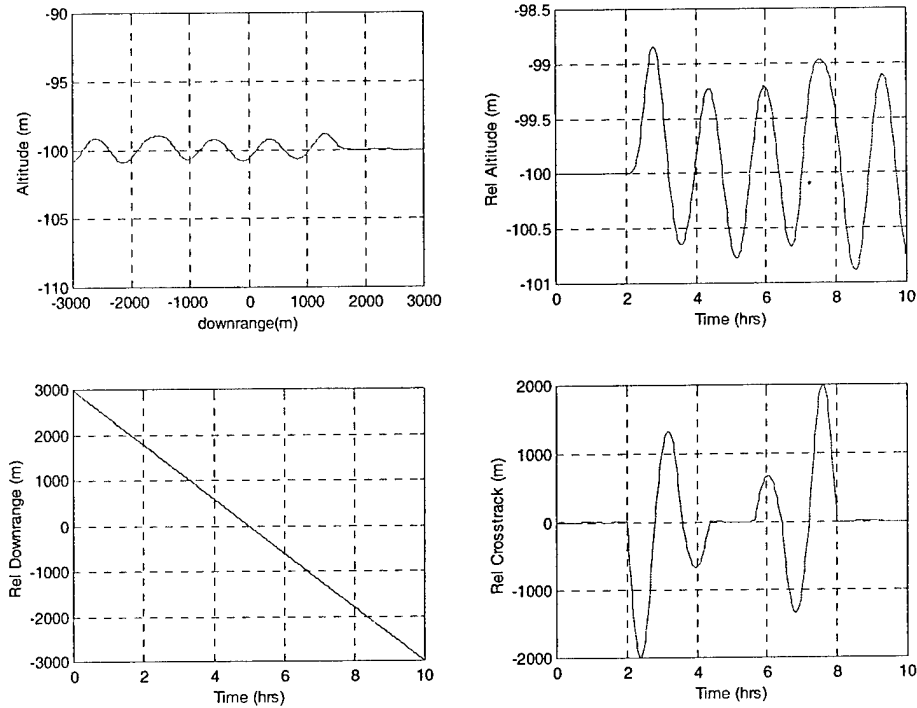 -90
-95
-100
-105
-110
Altitude (m)
-3000 -2000 -1000 0 1000 2000 3000
downrange(m)
-98.5
-99
-99.5
-100
-100.5
-101
Rel Altitude (m)
0 2 4 6 8 10
Time (hrs)
3000
2000
1000
0
-1000
-2000
-3000
Rel Downrange (m)
0 2 4 6 8 10
Time (hrs)
2000
1000
0
-1000
-2000
Rel Crosstrack (m)
0 2 4 6 8 10
Time (hrs)